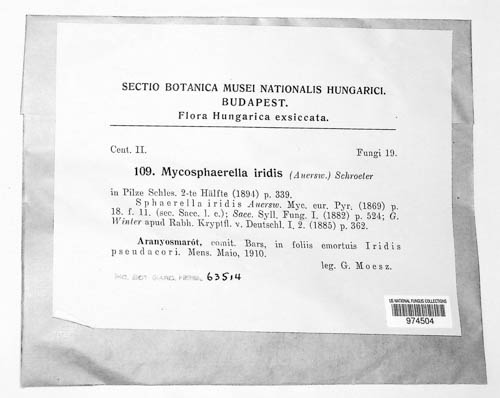 SECTIO BOTANICA MUSEI NATIONALIS HUNGARICI.
BUDAPEST.
Flora Hungarica exsiccata.
Cent. II. Fungi 19.
109. Mycosphaerella iridis (Auersw.) Schroeter
in Pilze Schles. 2-te Hälfte (1894) p. 339.
Sphaerella iridis Auersw. Myc. eur. Pyr. (1869) p.
18. f. 11. (sec. Sacc. l. c.); Sacc. Syll. Fung. I. (1882) p. 524; G.
Winter apud Rabh. Kryptfl. v. Deutschl. I. 2. (1885) p. 362.
Aranyosmarót, comit. Bars, in foliis emortuis Iridis
pseudacori. Mens. Maio, 1910.
leg. G. Moesz.
BOT. GARD. HERB. 63514
US NATIONAL FUNGUS COLLECTIONS
974504